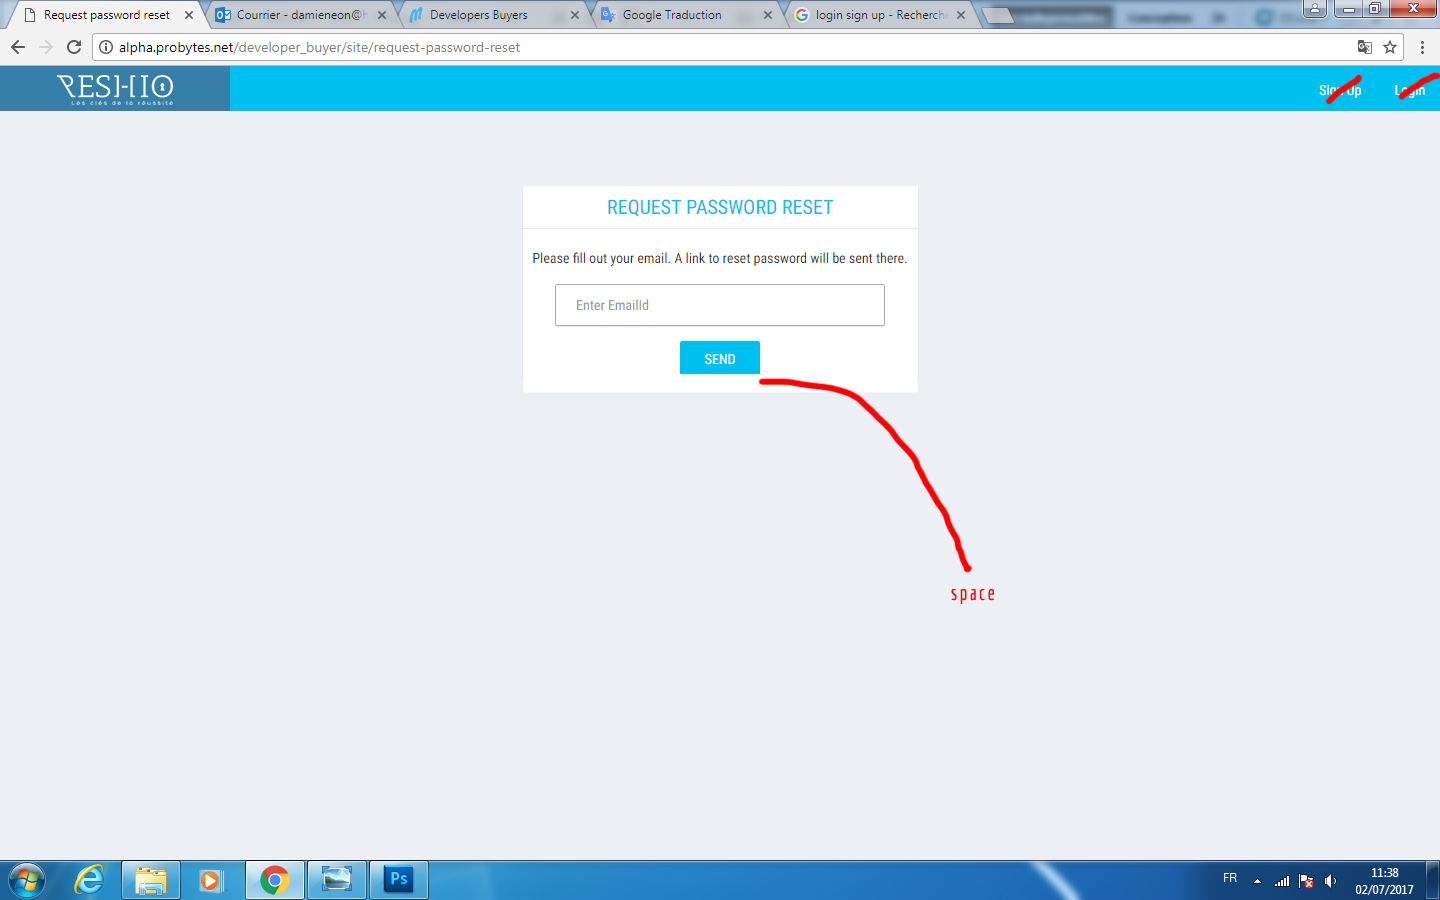 Request password reset
Courrier - damieneon@h
Developers Buyers
Google Traduction
login sign up - Recherche
alpha.probytes.net/developer_buyer/site/request-password-reset
RESHIO
Les clés de la réussite
Sign Up
Login
REQUEST PASSWORD RESET
Please fill out your email. A link to reset password will be sent there.
Enter EmailId
SEND
space
Ps
FR
11:38
02/07/2017